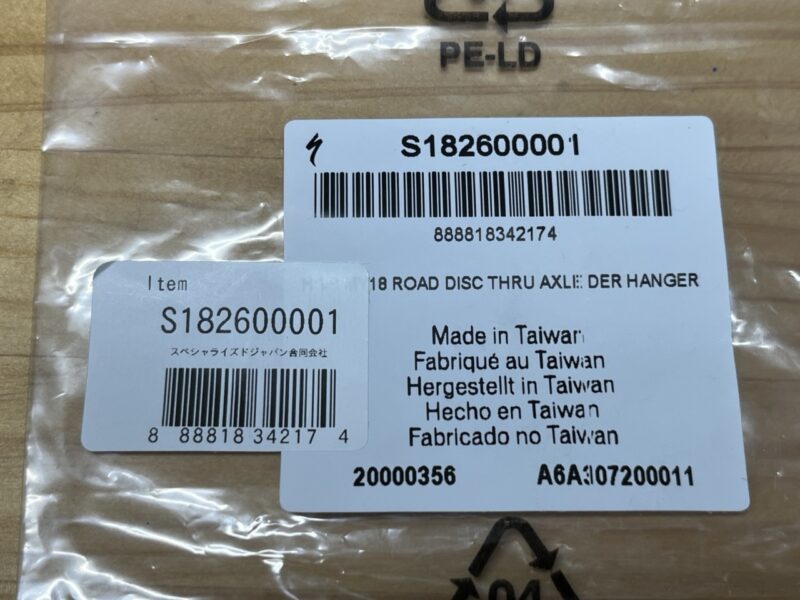 PE-LD
S182600001
888818342174
18 ROAD DISC THRU AXLE DER HANGER
Made in Taiwan
Fabriqué au Taiwan
Hergestellt in Taiwan
Hecho en Taiwan
Fabricado no Taiwan
20000356 A6A307200011
Item
S182600001
スペシャライズドジャパン合同会社
8 88818 34217 4
04